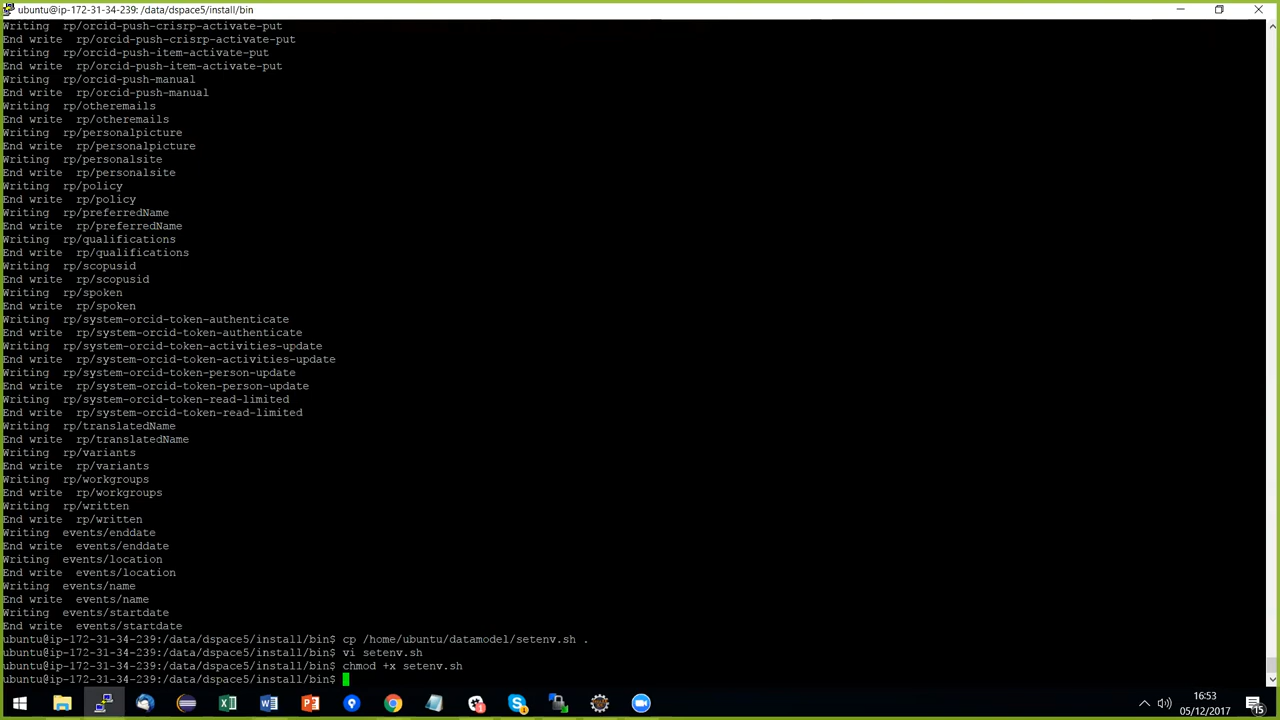 ubuntu@ip-172-31-34-239: /data/dspace5/install/bin
Writing  rp/orcid-push-crisrp-activate-put
End write  rp/orcid-push-crisrp-activate-put
Writing  rp/orcid-push-item-activate-put
End write  rp/orcid-push-item-activate-put
Writing  rp/orcid-push-manual
End write  rp/orcid-push-manual
Writing  rp/otheremails
End write  rp/otheremails
Writing  rp/personalpicture
End write  rp/personalpicture
Writing  rp/personalsite
End write  rp/personalsite
Writing  rp/policy
End write  rp/policy
Writing  rp/preferredName
End write  rp/preferredName
Writing  rp/qualifications
End write  rp/qualifications
Writing  rp/scopusid
End write  rp/scopusid
Writing  rp/spoken
End write  rp/spoken
Writing  rp/system-orcid-token-authenticate
End write  rp/system-orcid-token-authenticate
Writing  rp/system-orcid-token-activities-update
End write  rp/system-orcid-token-activities-update
Writing  rp/system-orcid-token-person-update
End write  rp/system-orcid-token-person-update
Writing  rp/system-orcid-token-read-limited
End write  rp/system-orcid-token-read-limited
Writing  rp/translatedName
End write  rp/translatedName
Writing  rp/variants
End write  rp/variants
Writing  rp/workgroups
End write  rp/workgroups
Writing  rp/written
End write  rp/written
Writing  events/enddate
End write  events/enddate
Writing  events/location
End write  events/location
Writing  events/name
End write  events/name
Writing  events/startdate
End write  events/startdate
ubuntu@ip-172-31-34-239:/data/dspace5/install/bin$ cp /home/ubuntu/datamodel/setenv.sh .
ubuntu@ip-172-31-34-239:/data/dspace5/install/bin$ vi setenv.sh
ubuntu@ip-172-31-34-239:/data/dspace5/install/bin$ chmod +x setenv.sh
ubuntu@ip-172-31-34-239:/data/dspace5/install/bin$
16:53
05/12/2017
15